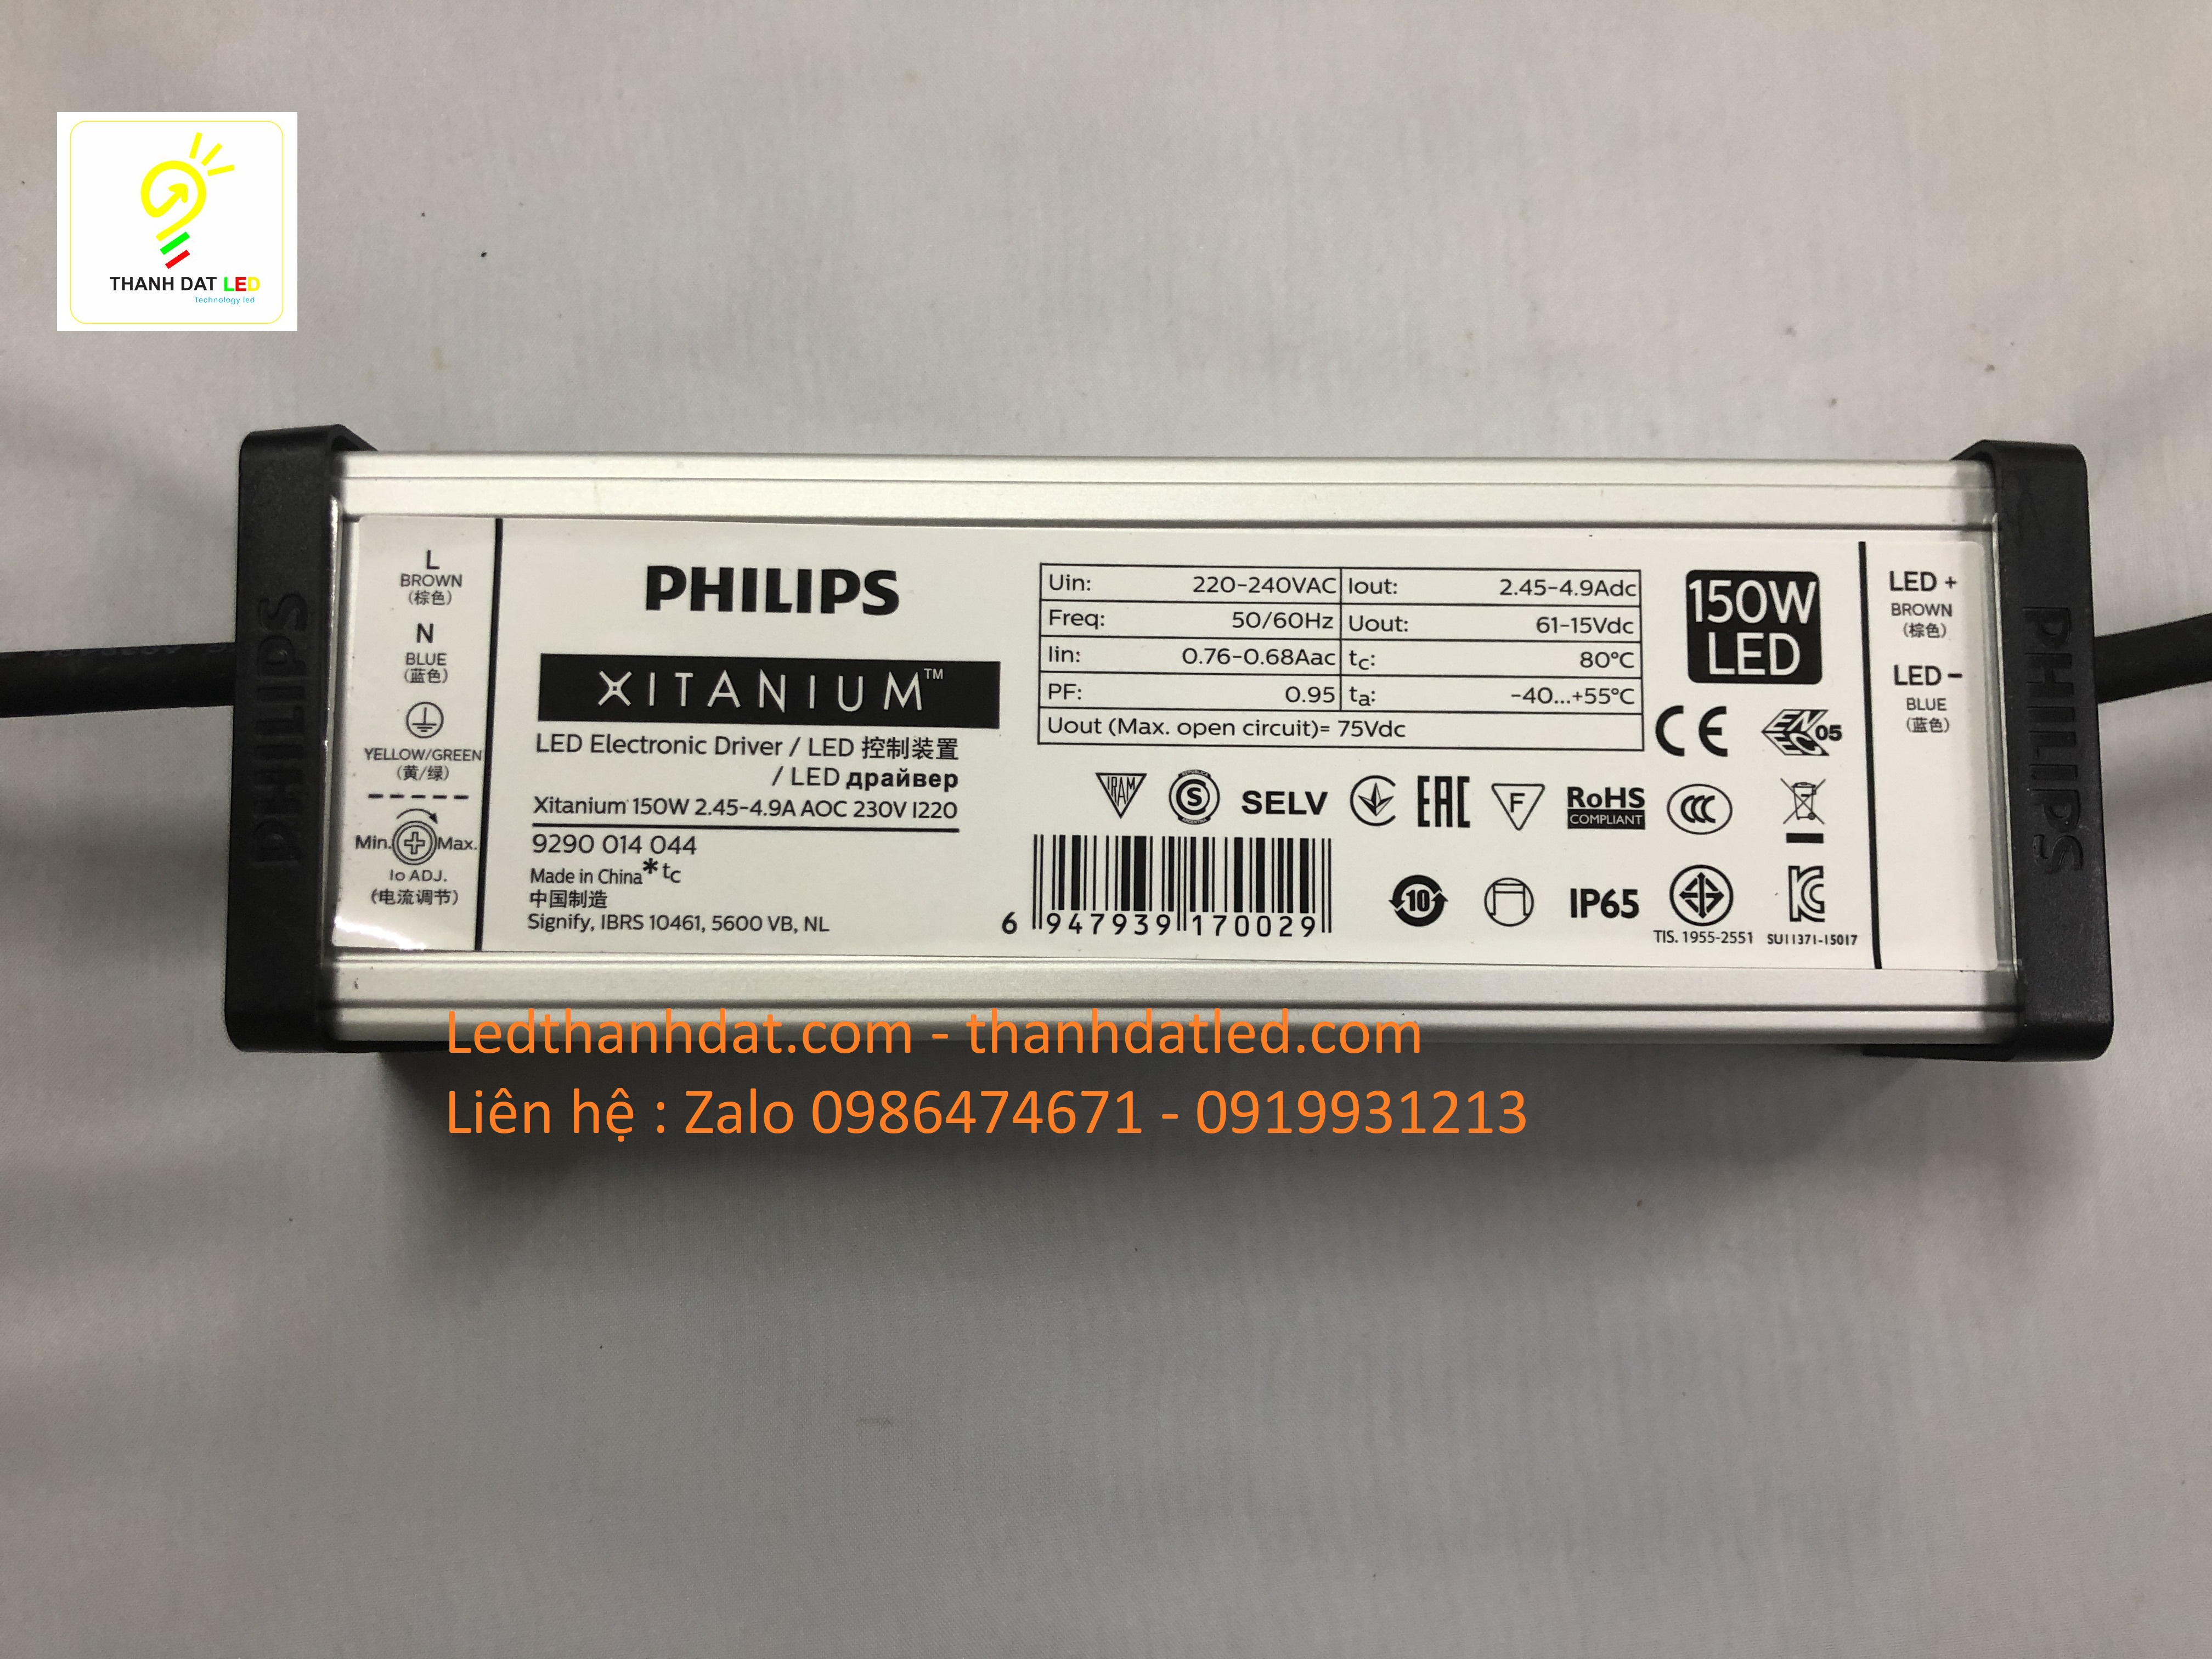 THANH DAT LED
Technology led
PHILIPS
L
BROWN
(棕色)
N
BLUE
(蓝色)
YELLOW/GREEN
(黄/绿)
Min. Max.
Io ADJ.
(电流调节)
PHILIPS
XITANIUM™
LED Electronic Driver / LED 控制装置
/ LED драйвер
Xitanium 150W 2.45-4.9A AOC 230V I220
9290 014 044
Made in China * tc
中国制造
Signify, IBRS 10461, 5600 VB, NL
Uin: 220-240VAC Iout: 2.45-4.9Adc
Freq: 50/60Hz Uout: 61-15Vdc
Iin: 0.76-0.68Aac tc: 80°C
PF: 0.95 ta: -40...+55°C
Uout (Max. open circuit)= 75Vdc
150W
LED
CE ENEC 05
IRAM S SELV EAC F RoHS
COMPLIANT
CCC
6 947939 170029
10 IP65
TIS. 1955-2551 SU11371-15017
LED +
BROWN
(棕色)
LED -
BLUE
(蓝色)
PHILIPS
Ledthanhdat.com - thanhdatled.com
Liên hệ : Zalo 0986474671 - 0919931213